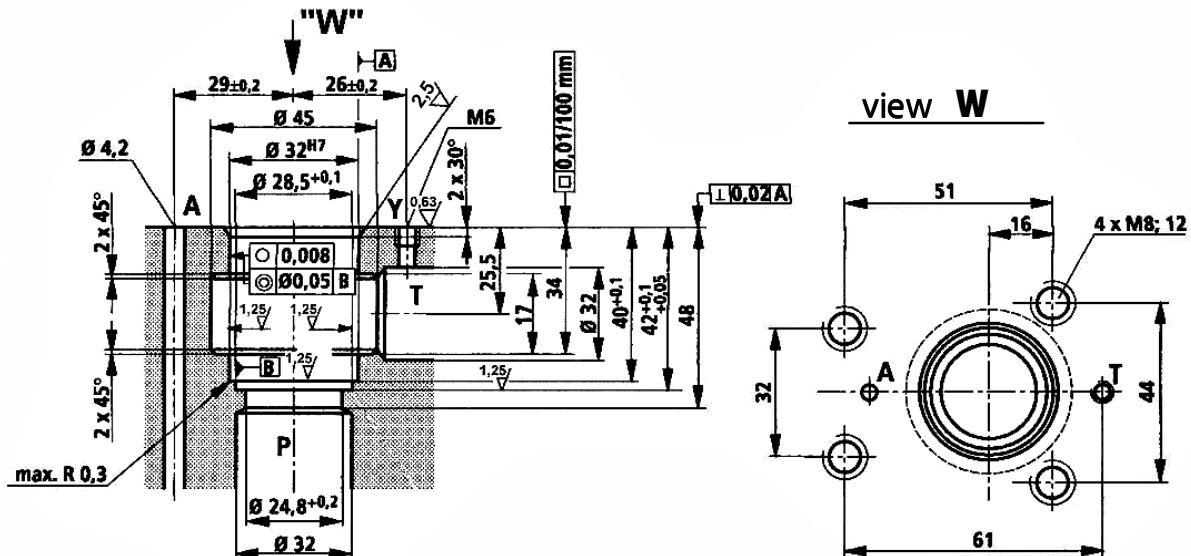 "W"
A
29±0,2
26±0,2
2,5
Ø 45
M6
Ø 4,2
Ø 32H7
2 x 30°
Ø 28,5+0,1
A
Y
0,63
0,01/100 mm
⊥ 0,02 A
2 x 45°
○ 0,008
◎ Ø0,05 B
T
25,5
17
34
Ø 32
40+0,1
42+0,1 +0,05
48
1,25
1,25
1,25
B
1,25
2 x 45°
max. R 0,3
P
Ø 24,8+0,2
Ø 32
view W
51
16
4 x M8; 12
A
T
32
44
61